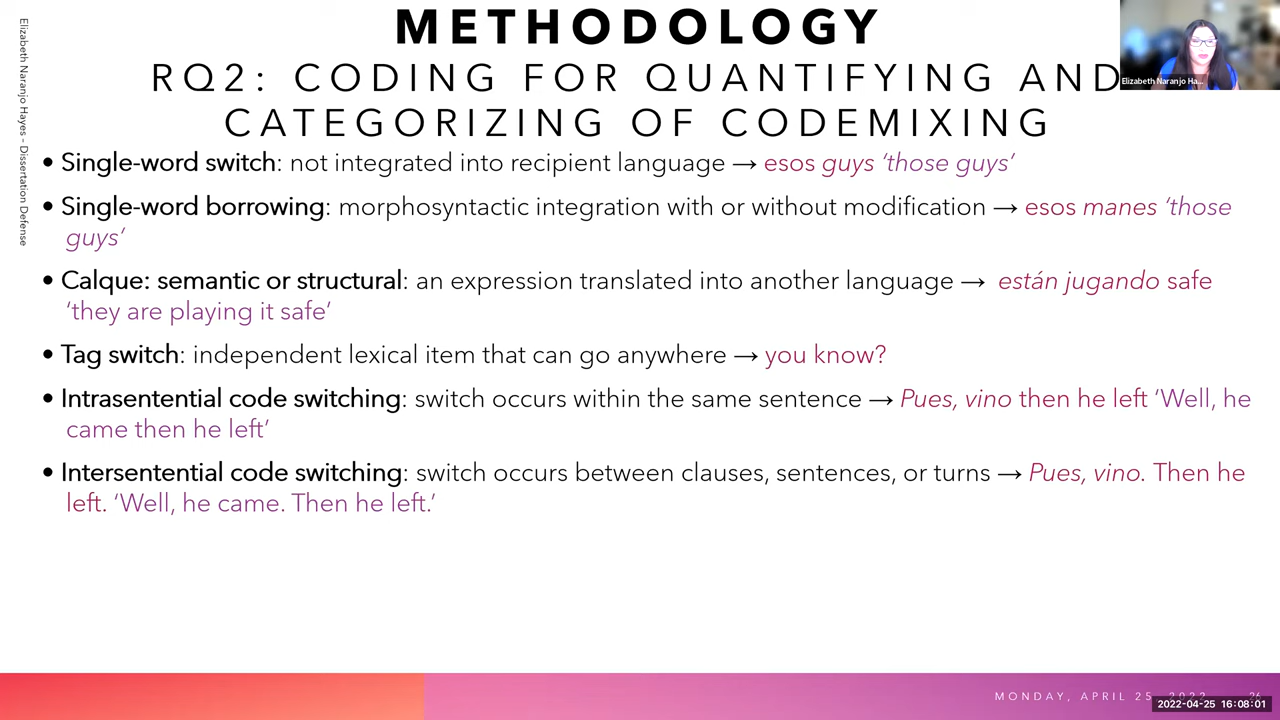 METHODOLOGY
RQ2: CODING FOR QUANTIFYING AND
CATEGORIZING OF CODEMIXING
• Single-word switch: not integrated into recipient language → esos guys ‘those guys’
• Single-word borrowing: morphosyntactic integration with or without modification → esos manes ‘those
guys’
• Calque: semantic or structural: an expression translated into another language → están jugando safe
‘they are playing it safe’
• Tag switch: independent lexical item that can go anywhere → you know?
• Intrasentential code switching: switch occurs within the same sentence → Pues, vino then he left ‘Well, he
came then he left’
• Intersentential code switching: switch occurs between clauses, sentences, or turns → Pues, vino. Then he
left. ‘Well, he came. Then he left.’
Elizabeth Naranjo Hayes – Dissertation Defense
Elizabeth Naranjo Ha...
MONDAY, APRIL 25, 2022 26
2022-04-25 16:08:01